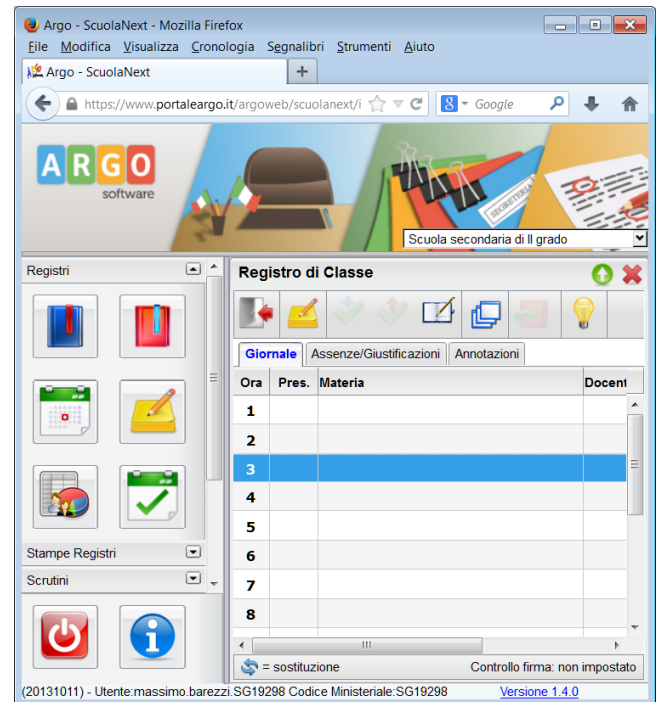 Argo - ScuolaNext - Mozilla Firefox
File Modifica Visualizza Cronologia Segnalibri Strumenti Aiuto
Argo - ScuolaNext
https://www.portaleargo.it/argoweb/scuolanext/i
8 Google
ARGO
software
SEGRETERIA
Scuola secondaria di II grado
Registri
Registro di Classe
Giornale Assenze/Giustificazioni Annotazioni
Ora Pres. Materia Docent
1
2
3
4
5
6
7
8
Stampe Registri
Scrutini
= sostituzione Controllo firma: non impostato
(20131011) - Utente:massimo.barezzi.SG19298 Codice Ministeriale:SG19298 Versione 1.4.0